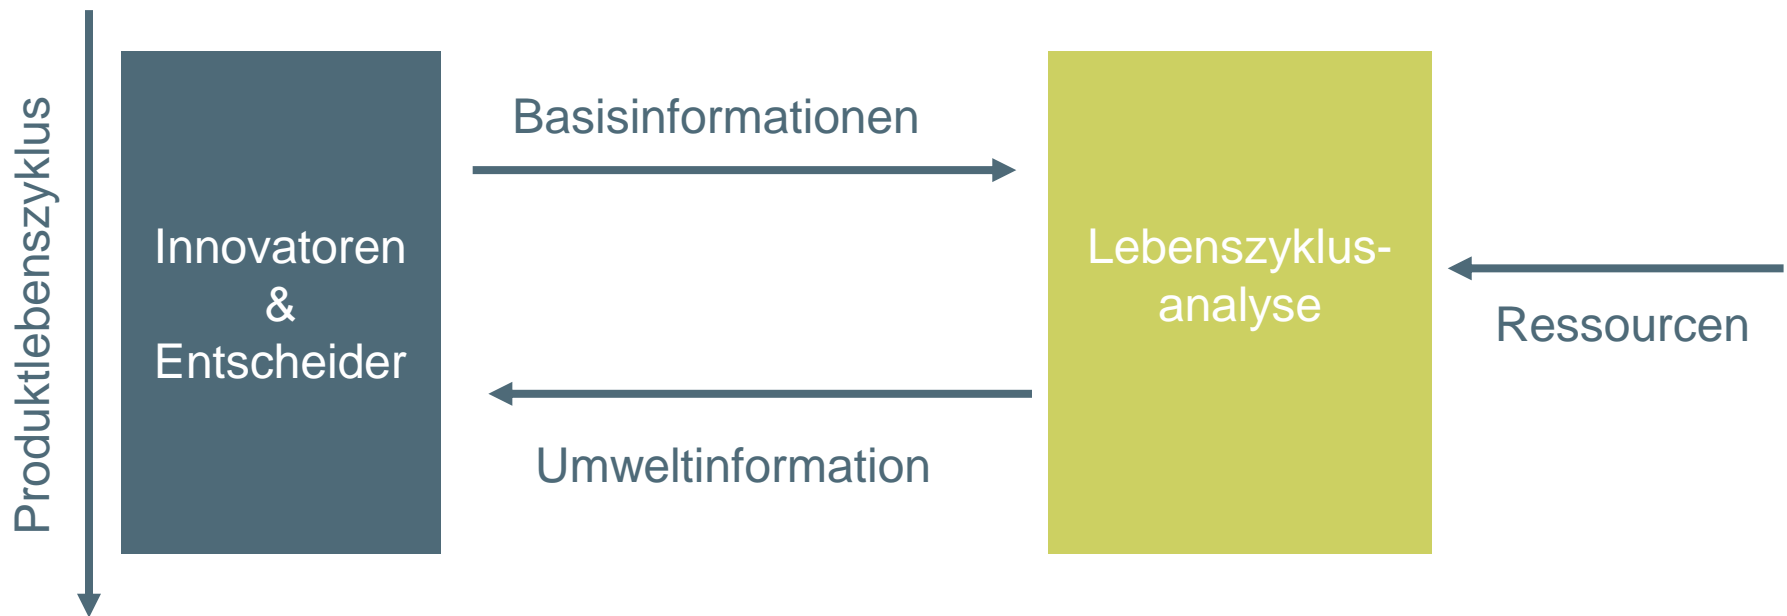 Produktlebenszyklus
Innovatoren
&
Entscheider
Basisinformationen
Umweltinformation
Lebenszyklus-
analyse
Ressourcen